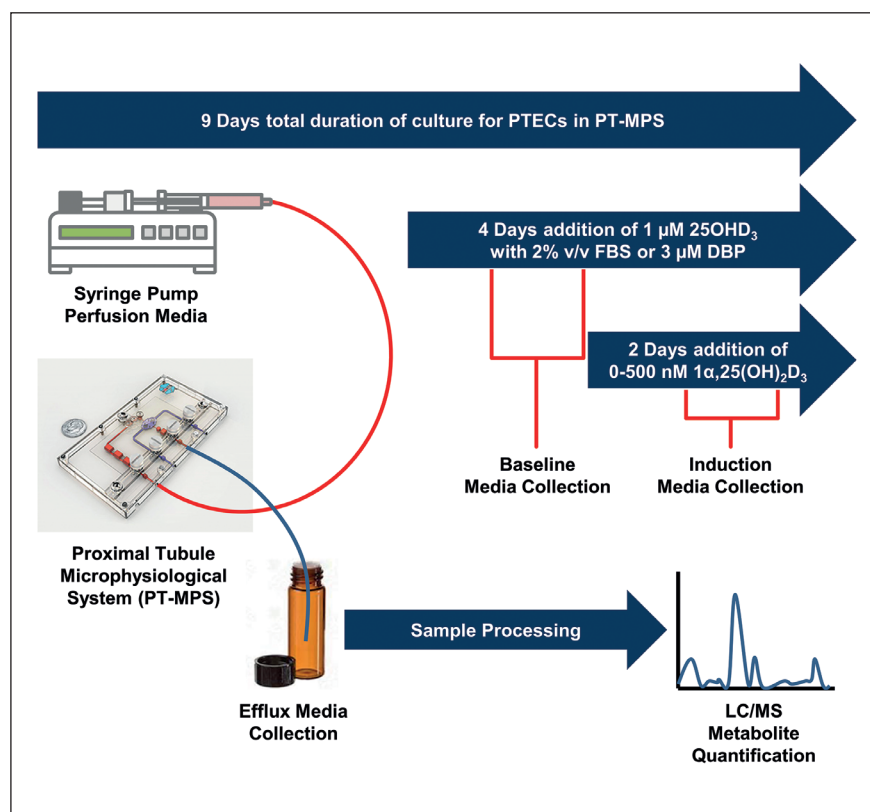 9 Days total duration of culture for PTECs in PT-MPS
4 Days addition of 1 µM 25OHD₃
with 2% v/v FBS or 3 µM DBP
Syringe Pump
Perfusion Media
2 Days addition of
0-500 nM 1α,25(OH)₂D₃
Baseline
Media Collection
Induction
Media Collection
Proximal Tubule
Microphysiological
System (PT-MPS)
Sample Processing
Efflux Media
Collection
LC/MS
Metabolite
Quantification